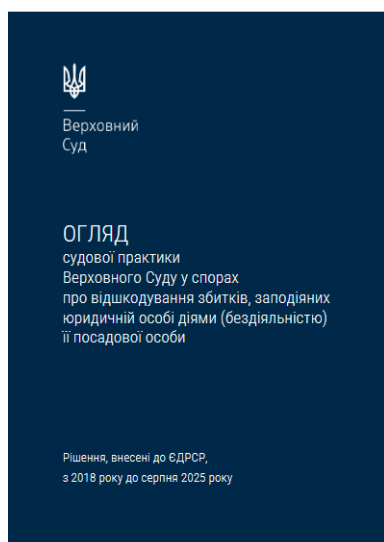 Верховний
Суд
ОГЛЯД
судової практики
Верховного Суду у спорах
про відшкодування збитків, заподіяних
юридичній особі діями (бездіяльністю)
її посадової особи
Рішення, внесені до ЄДРСР,
з 2018 року до серпня 2025 року